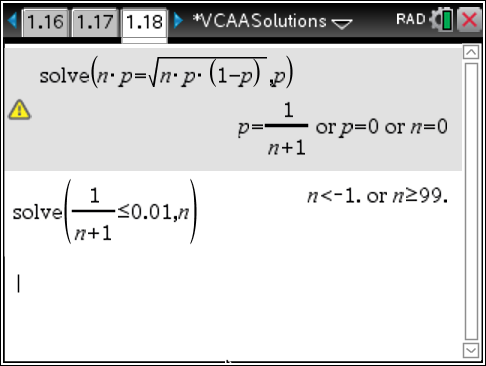 1.16 1.17 1.18 *VCAASolutions RAD
solve(n·p=√(n·p·(1−p)),p)
p=1/(n+1) or p=0 or n=0
solve(1/(n+1)≤0.01,n) n<-1. or n≥99.